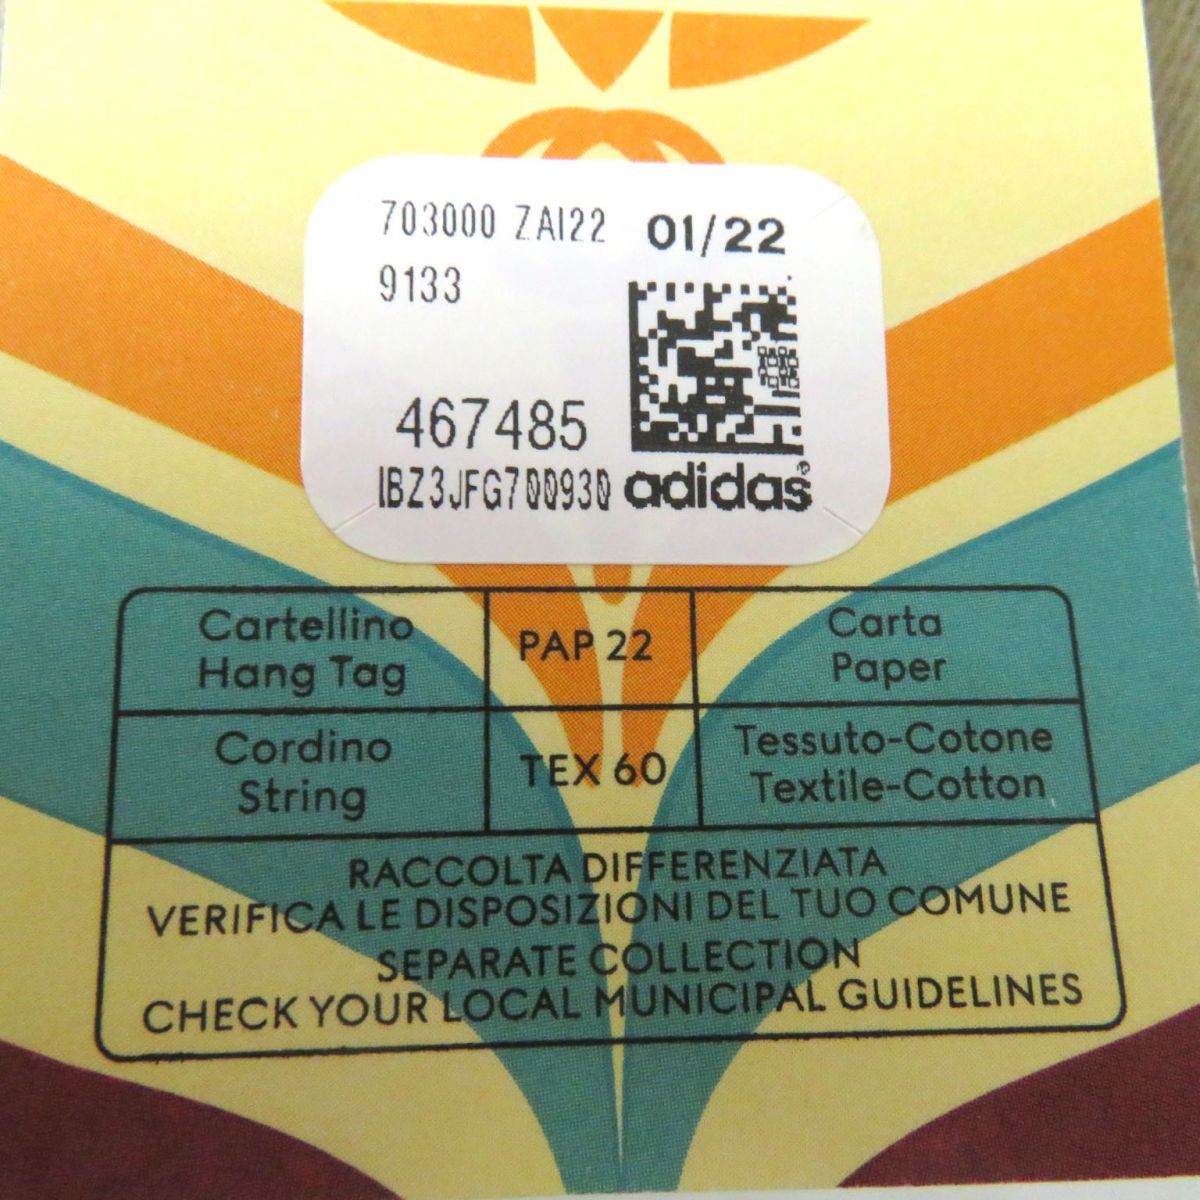 703000 ZAI22 01/22
9133
467485
IBZ3JFG700930 adidas®
Cartellino
Hang Tag
PAP 22
Carta
Paper
Cordino
String
TEX 60
Tessuto-Cotone
Textile-Cotton
RACCOLTA DIFFERENZIATA
VERIFICA LE DISPOSIZIONI DEL TUO COMUNE
SEPARATE COLLECTION
CHECK YOUR LOCAL MUNICIPAL GUIDELINES